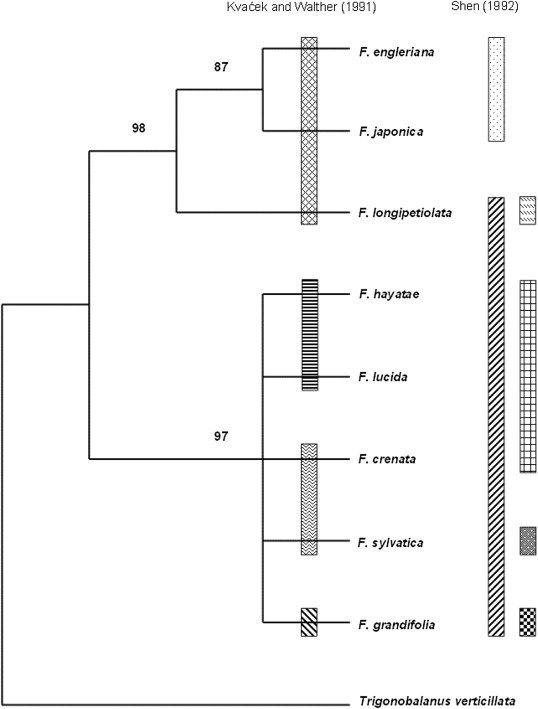 Kvaćek and Walther (1991) Shen (1992)
F. engleriana
87
98
F. japonica
F. longipetiolata
F. hayatae
F. lucida
97
F. crenata
F. sylvatica
F. grandifolia
Trigonobalanus verticillata